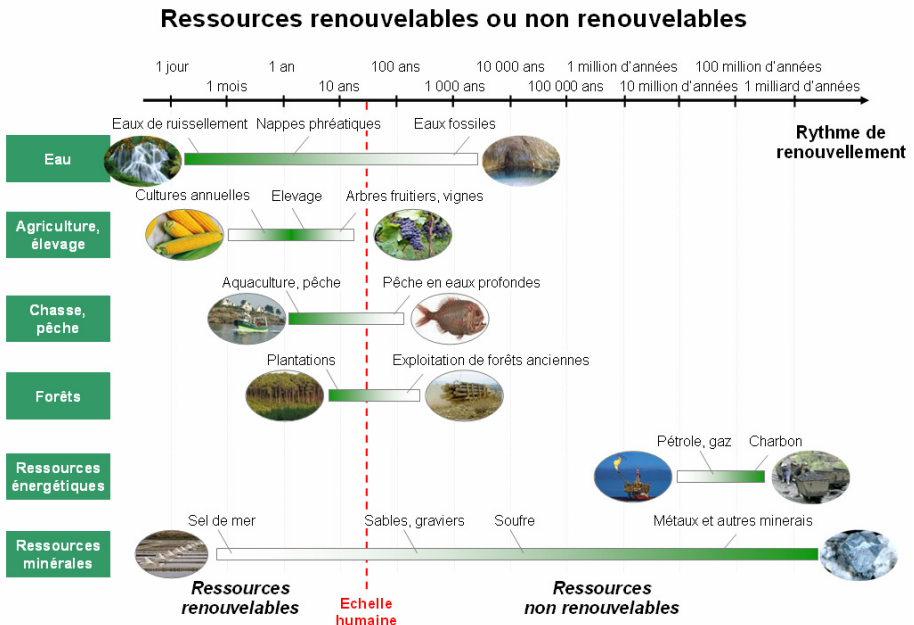 Ressources renouvelables ou non renouvelables
1 jour 1 an 100 ans 10 000 ans 1 million d'années 100 million d'années
1 mois 10 ans 1 000 ans 100 000 ans 10 million d'années 1 milliard d'années
Rythme de
renouvellement
Eau
Eaux de ruissellement Nappes phréatiques Eaux fossiles
Agriculture,
élevage
Cultures annuelles Elevage Arbres fruitiers, vignes
Chasse,
pêche
Aquaculture, pêche Pêche en eaux profondes
Forêts
Plantations Exploitation de forêts anciennes
Ressources
énergétiques
Pétrole, gaz Charbon
Ressources
minérales
Sel de mer Sables, graviers Soufre Métaux et autres minerais
Ressources
renouvelables
Echelle
humaine
Ressources
non renouvelables